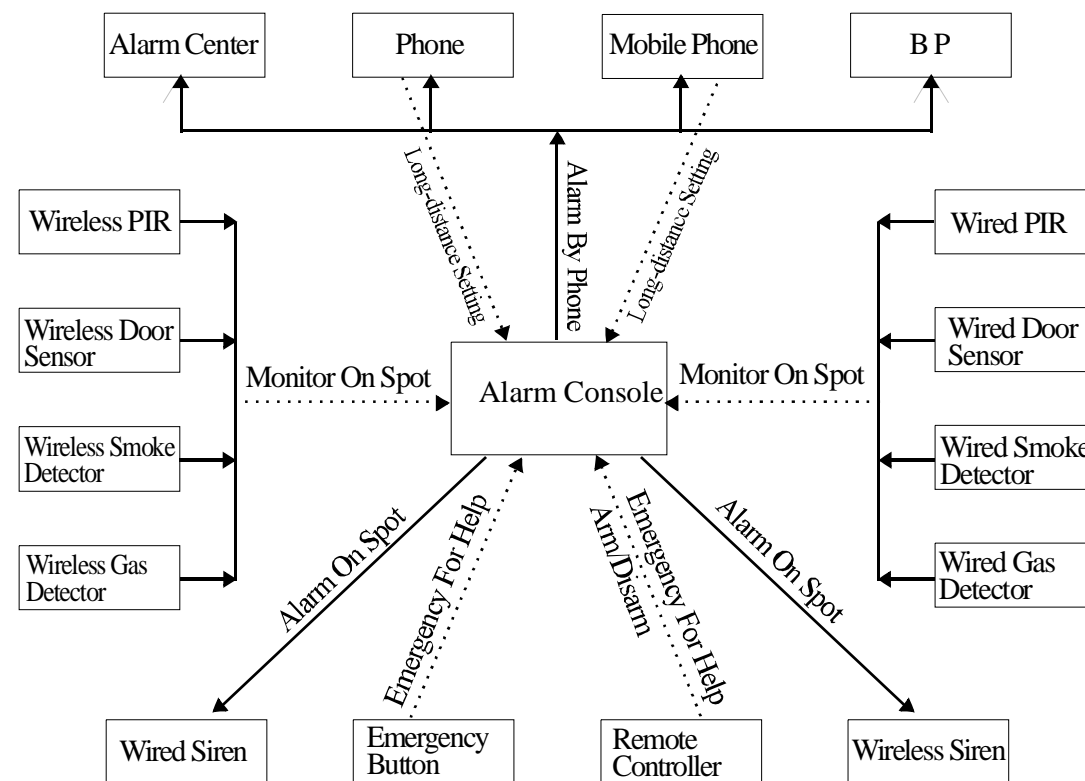 Alarm Center
Phone
Mobile Phone
B P
Long-distance Setting
Alarm By Phone
Long-distance Setting
Wireless PIR
Wired PIR
Wireless Door
Sensor
Wired Door
Sensor
Monitor On Spot
Alarm Console
Monitor On Spot
Wireless Smoke
Detector
Wired Smoke
Detector
Wireless Gas
Detector
Wired Gas
Detector
Alarm On Spot
Emergency For Help
Arm/Disarm
Emergency For Help
Alarm On Spot
Wired Siren
Emergency
Button
Remote
Controller
Wireless Siren